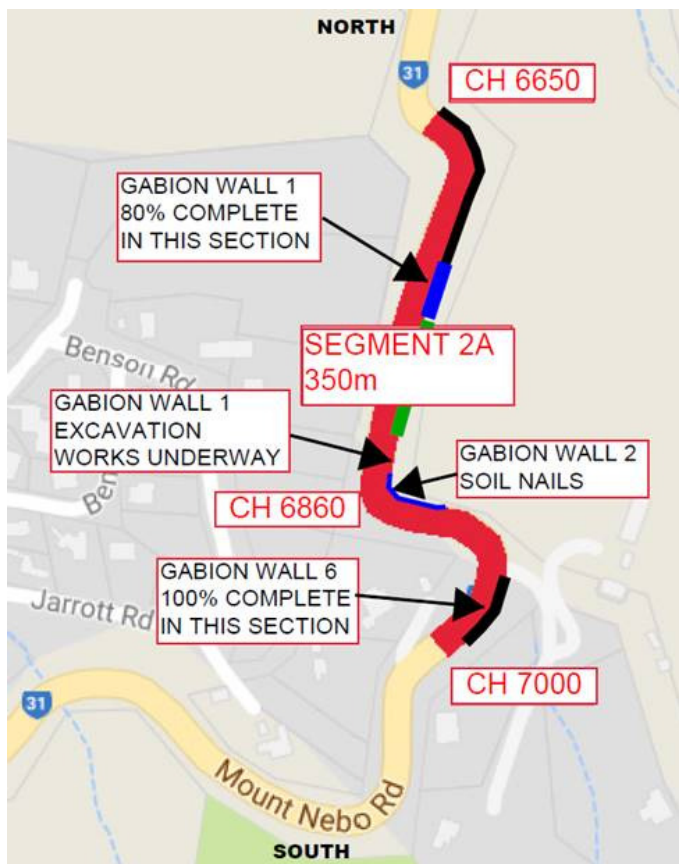 NORTH
31
CH 6650
GABION WALL 1
80% COMPLETE
IN THIS SECTION
SEGMENT 2A
350m
Benson Rd
GABION WALL 1
EXCAVATION
WORKS UNDERWAY
GABION WALL 2
SOIL NAILS
Ben
CH 6860
GABION WALL 6
100% COMPLETE
IN THIS SECTION
Jarrott Rd
CH 7000
31
Mount Nebo Rd
SOUTH